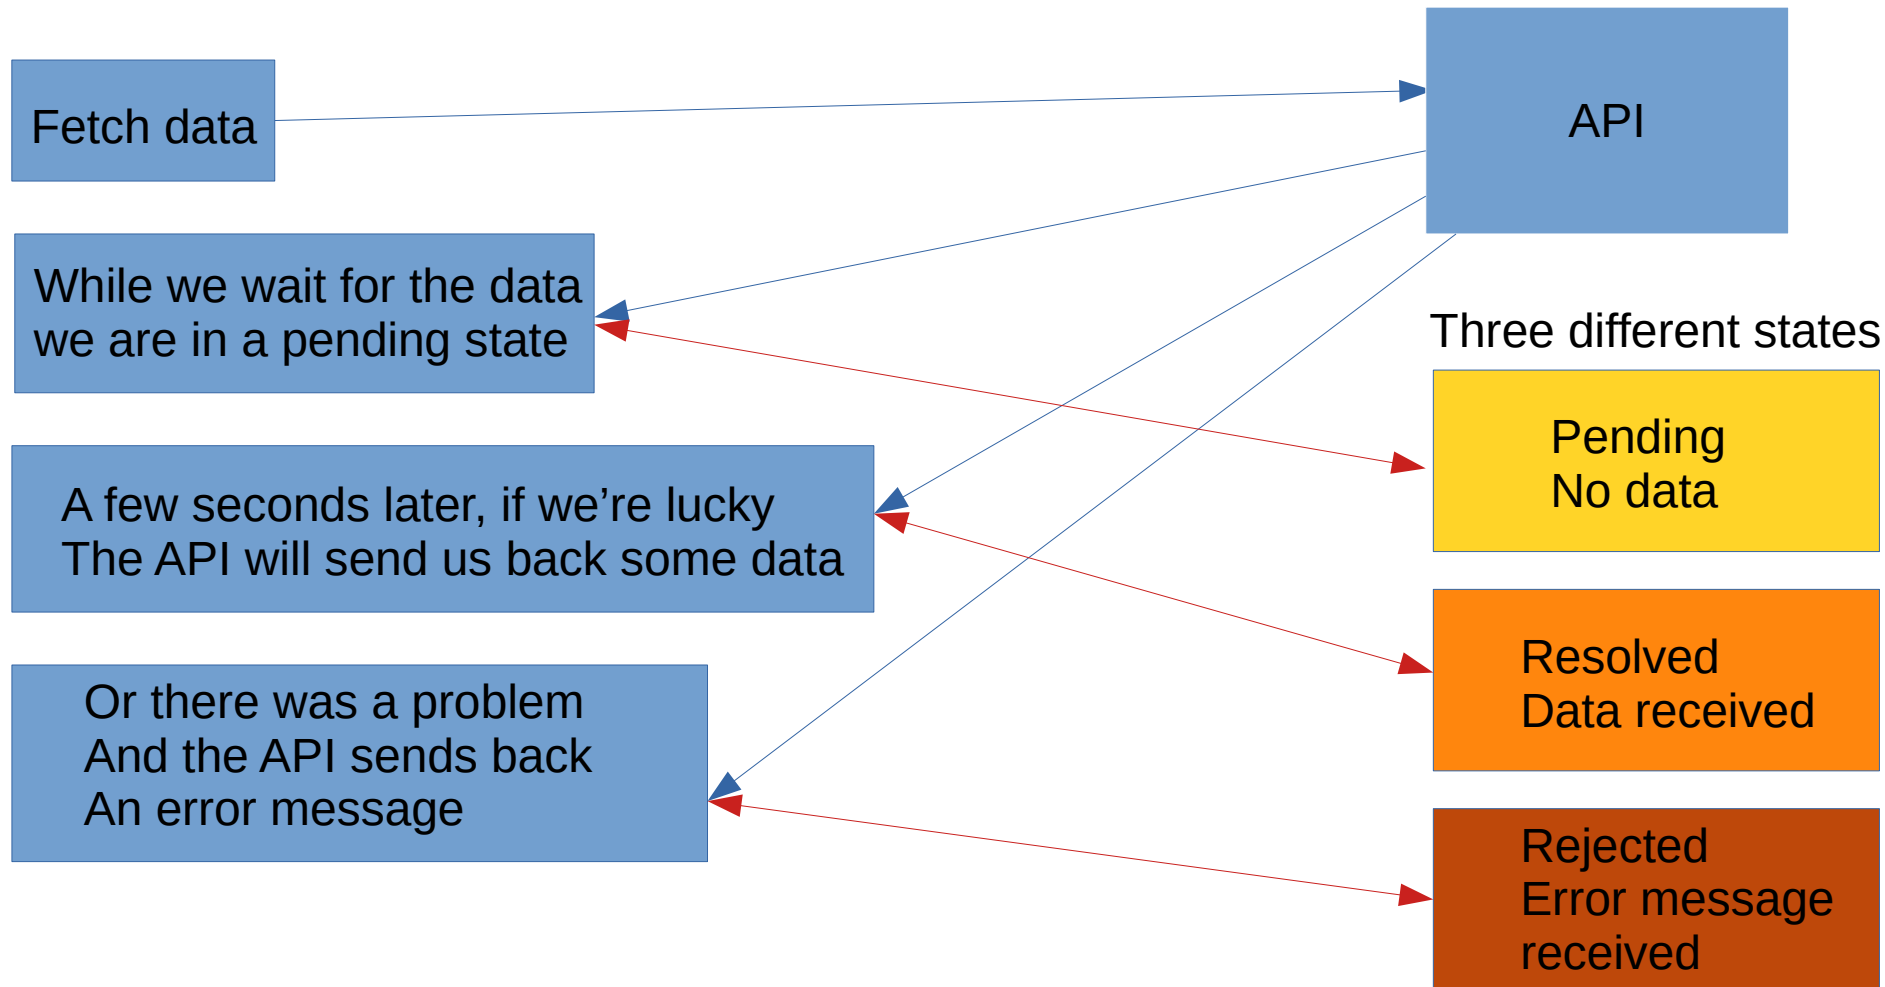 Fetch data
API
While we wait for the data
we are in a pending state
Three different states
Pending
No data
A few seconds later, if we’re lucky
The API will send us back some data
Resolved
Data received
Or there was a problem
And the API sends back
An error message
Rejected
Error message
received